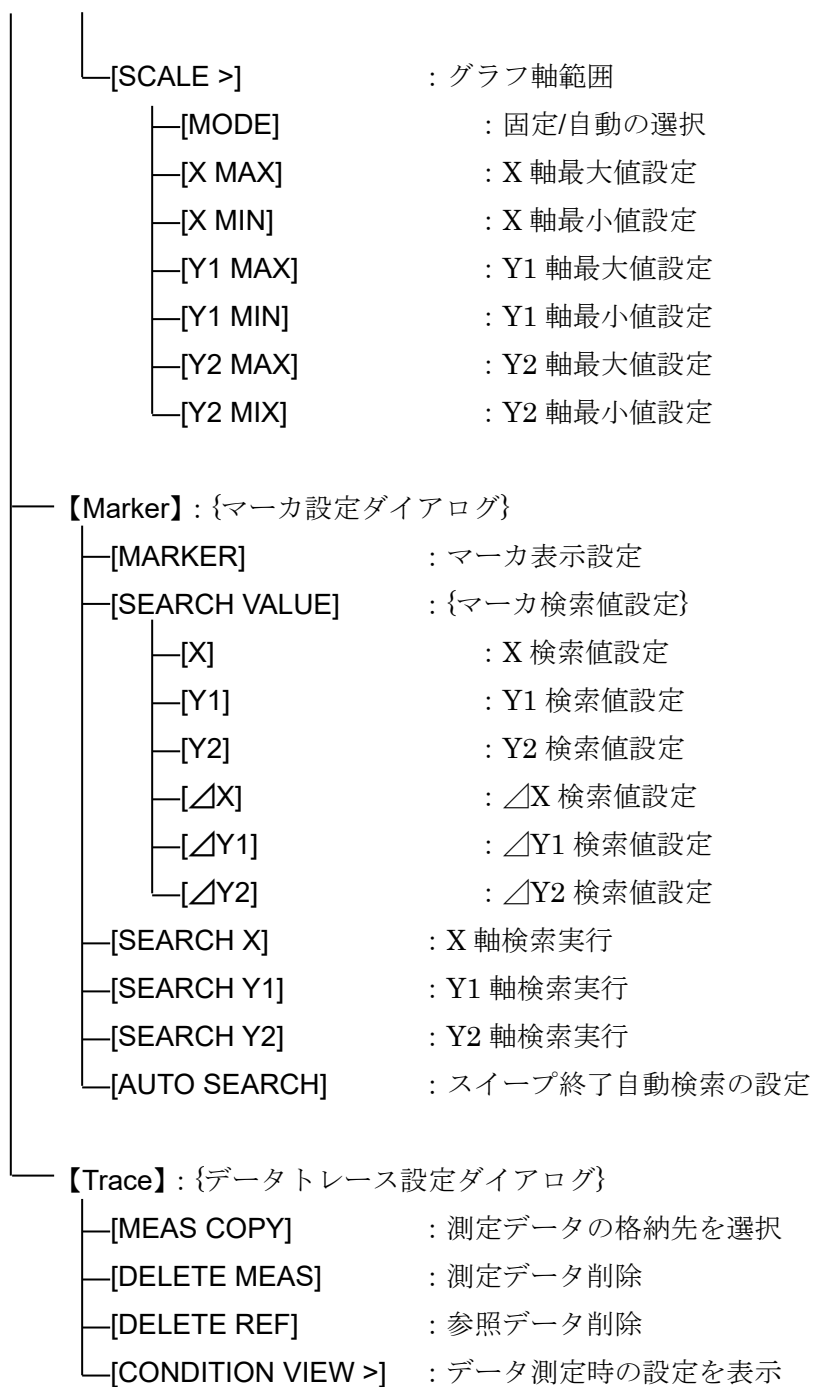 [SCALE >] : グラフ軸範囲
[MODE] : 固定/自動の選択
[X MAX] : X 軸最大値設定
[X MIN] : X 軸最小値設定
[Y1 MAX] : Y1 軸最大値設定
[Y1 MIN] : Y1 軸最小値設定
[Y2 MAX] : Y2 軸最大値設定
[Y2 MIX] : Y2 軸最小値設定
【Marker】 : {マーカ設定ダイアログ}
[MARKER] : マーカ表示設定
[SEARCH VALUE] : {マーカ検索値設定}
[X] : X 検索値設定
[Y1] : Y1 検索値設定
[Y2] : Y2 検索値設定
[⊿X] : ⊿X 検索値設定
[⊿Y1] : ⊿Y1 検索値設定
[⊿Y2] : ⊿Y2 検索値設定
[SEARCH X] : X 軸検索実行
[SEARCH Y1] : Y1 軸検索実行
[SEARCH Y2] : Y2 軸検索実行
[AUTO SEARCH] : スイープ終了自動検索の設定
【Trace】 : {データトレース設定ダイアログ}
[MEAS COPY] : 測定データの格納先を選択
[DELETE MEAS] : 測定データ削除
[DELETE REF] : 参照データ削除
[CONDITION VIEW >] : データ測定時の設定を表示